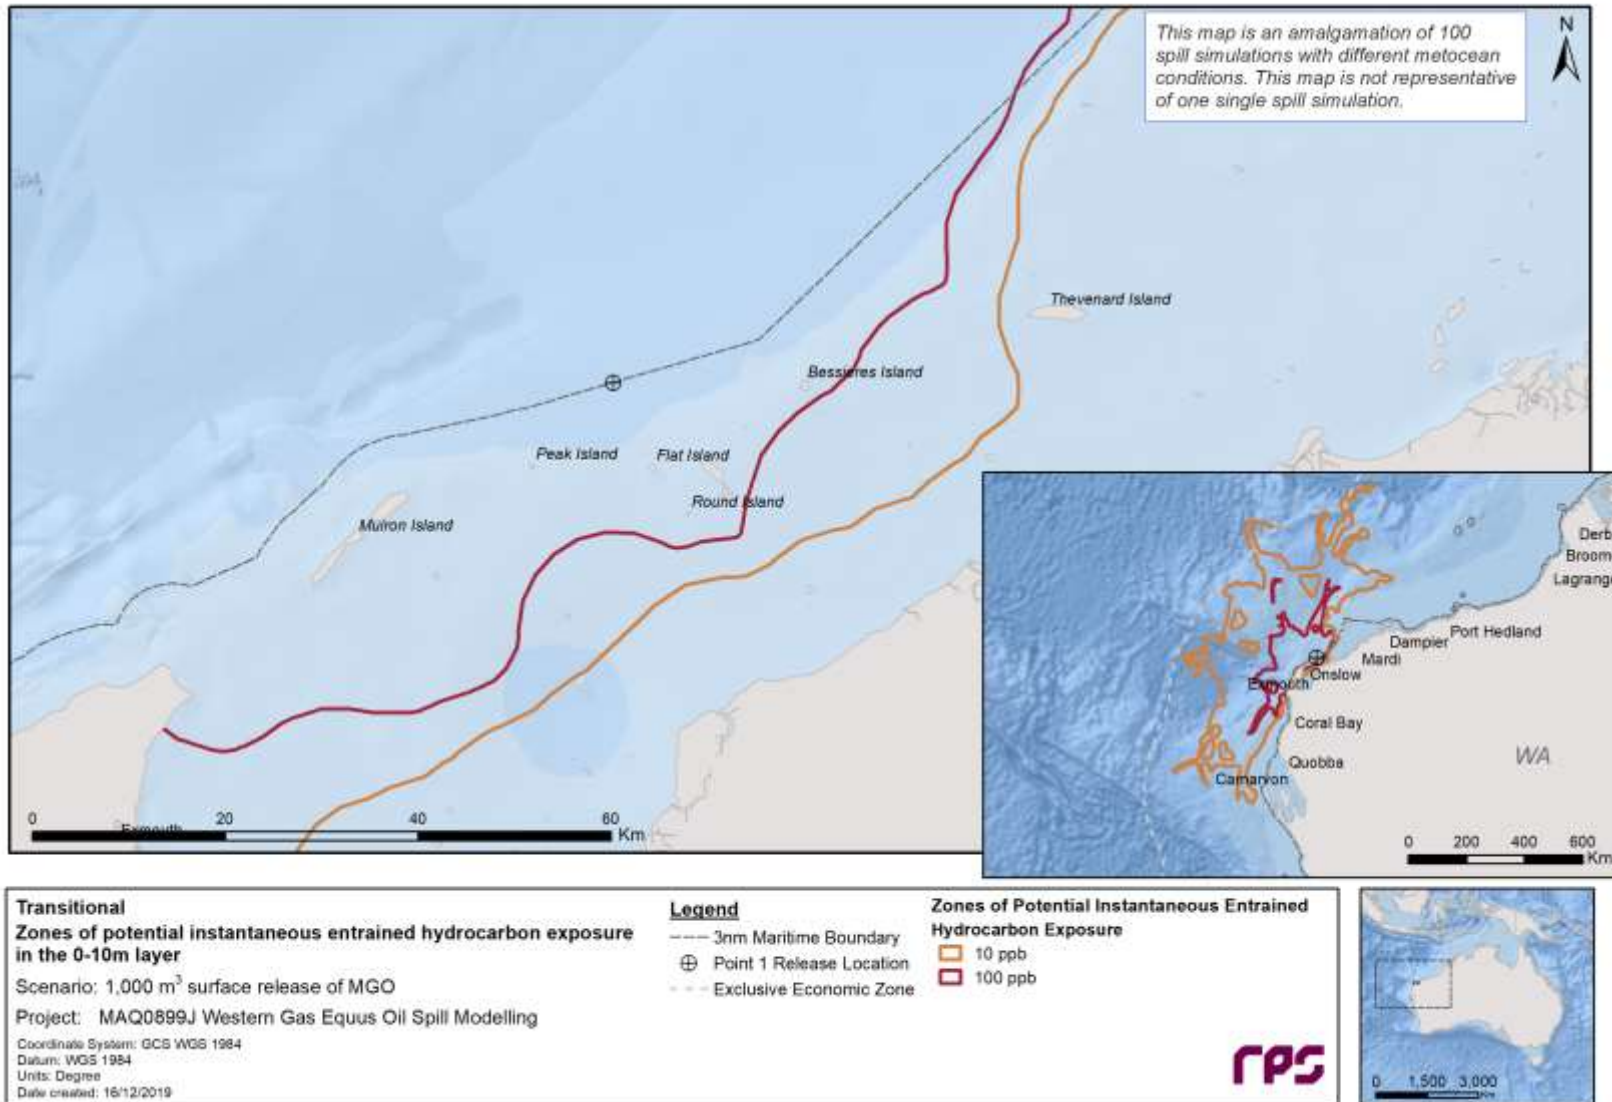 This map is an amalgamation of 100
spill simulations with different metocean
conditions. This map is not representative
of one single spill simulation.
N
Thevenard Island
Bessieres Island
Peak Island
Flat Island
Round Island
Muiron Island
Exmouth
0 20 40 60 Km
Derb
Broom
Lagrange
Port Hedland
Dampier
Mardi
Onslow
Exmouth
Coral Bay
WA
Quobba
Carnarvon
0 200 400 600
Km
Transitional
Zones of potential instantaneous entrained hydrocarbon exposure
in the 0-10m layer
Scenario: 1,000 m³ surface release of MGO
Project: MAQ0899J Western Gas Equus Oil Spill Modelling
Coordinate System: GCS WGS 1984
Datum: WGS 1984
Units: Degree
Date created: 16/12/2019
Legend
3nm Maritime Boundary
Point 1 Release Location
Exclusive Economic Zone
Zones of Potential Instantaneous Entrained
Hydrocarbon Exposure
10 ppb
100 ppb
rps
0 1,500 3,000
Km